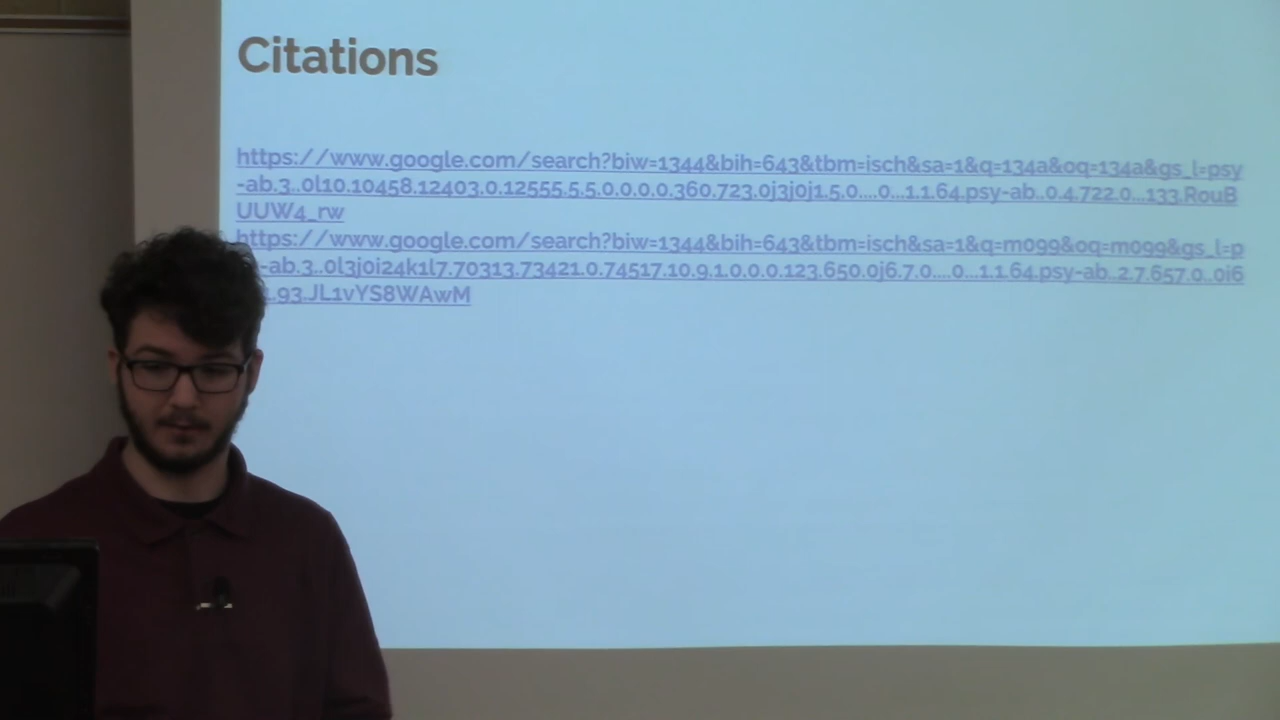 Citations
https://www.google.com/search?biw=1344&bih=643&tbm=isch&sa=1&q=134a&oq=134a&gs_l=psy
-ab.3..0l10.10458.12403.0.12555.5.5.0.0.0.0.360.723.0j3j0j1.5.0....0...1.1.64.psy-ab..0.4.722.0...133.RouB
UUW4_rw
https://www.google.com/search?biw=1344&bih=643&tbm=isch&sa=1&q=m099&oq=m099&gs_l=p
-ab.3..0l3j0i24k1l7.70313.73421.0.74517.10.9.1.0.0.0.123.650.0j6.7.0....0...1.1.64.psy-ab..2.7.657.0..0i6
.93.JL1vYS8WAwM